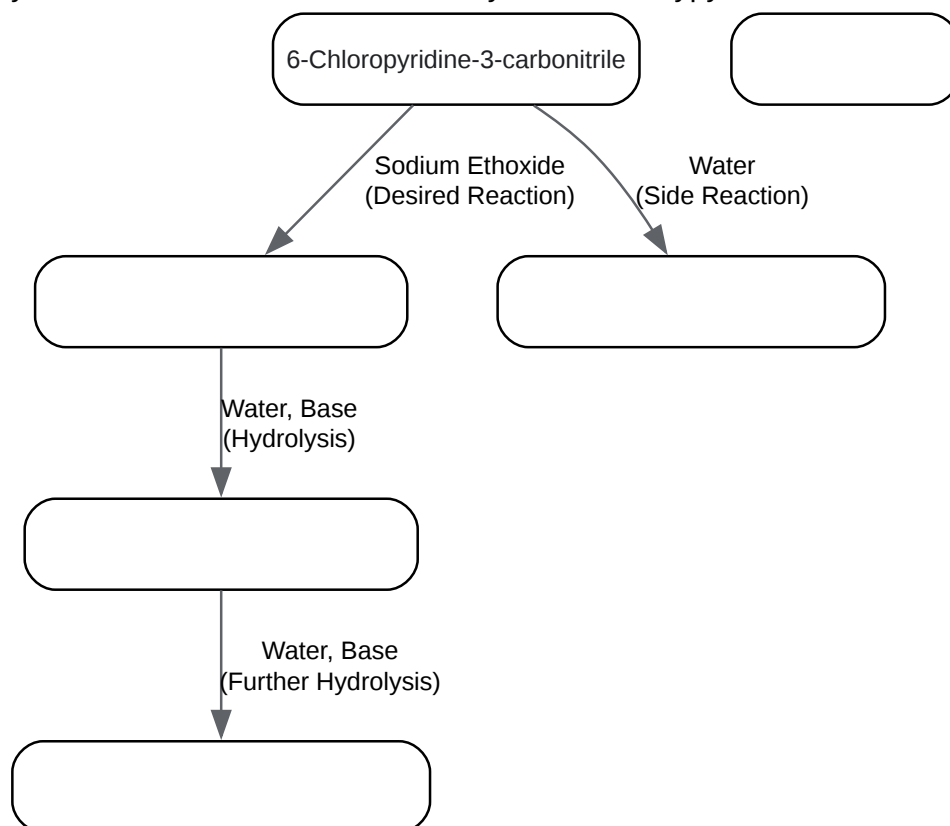 6-Chloropyridine-3-carbonitrile
Sodium Ethoxide
(Desired Reaction)
Water
(Side Reaction)
Water, Base
(Hydrolysis)
Water, Base
(Further Hydrolysis)